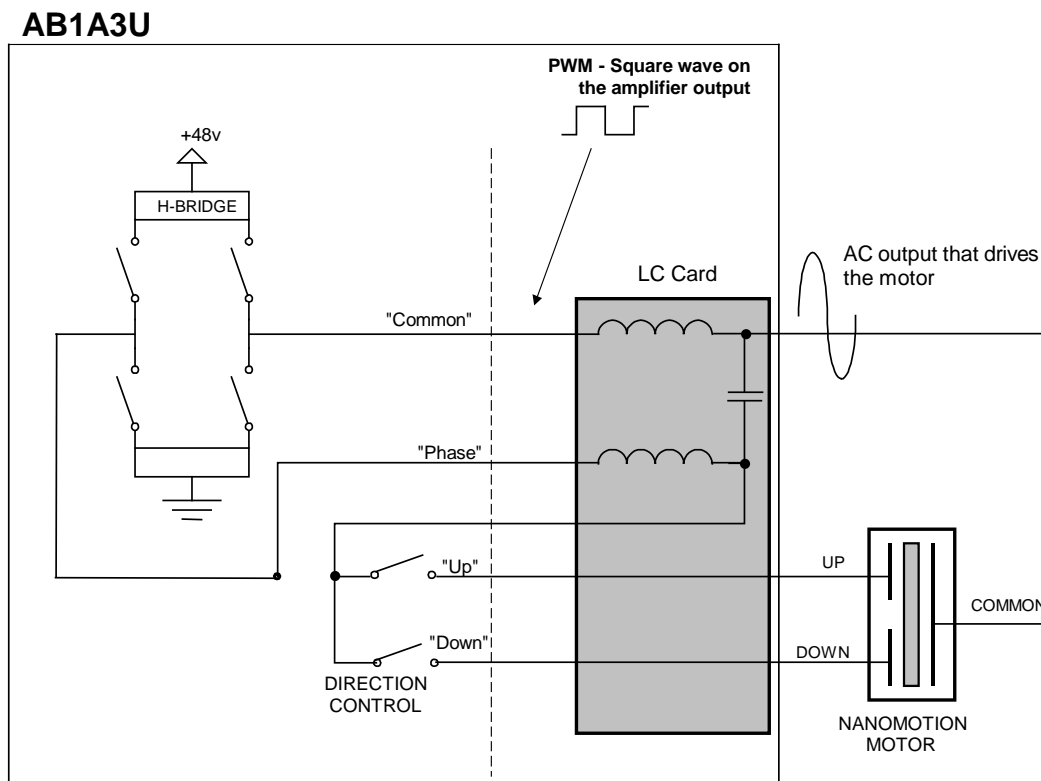 AB1A3U
PWM - Square wave on
the amplifier output
+48v
H-BRIDGE
LC Card
AC output that drives
the motor
"Common"
"Phase"
"Up"
UP
COMMON
"Down"
DOWN
DIRECTION
CONTROL
NANOMOTION
MOTOR